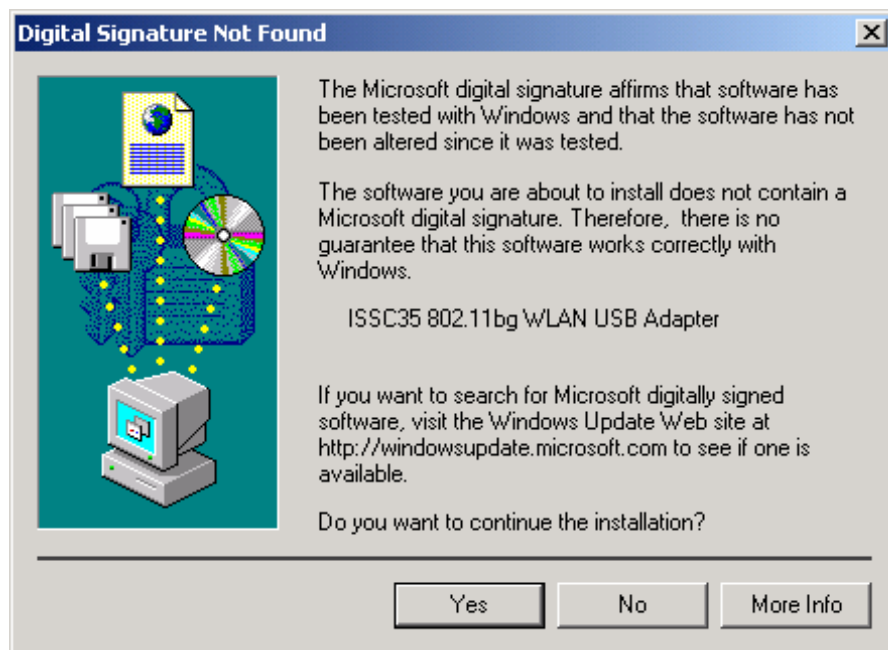 Digital Signature Not Found
The Microsoft digital signature affirms that software has
been tested with Windows and that the software has not
been altered since it was tested.
The software you are about to install does not contain a
Microsoft digital signature. Therefore,  there is no
guarantee that this software works correctly with
Windows.
ISSC35 802.11bg WLAN USB Adapter
If you want to search for Microsoft digitally signed
software, visit the Windows Update Web site at
http://windowsupdate.microsoft.com to see if one is
available.
Do you want to continue the installation?
Yes
No
More Info